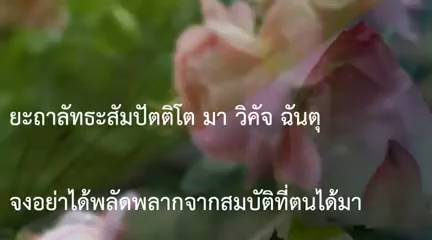 ยะถาลัทธะสัมปัตติโต มา วิคัจ ฉันตุ
จงอย่าได้พลัดพลากจากสมบัติที่ตนได้มา